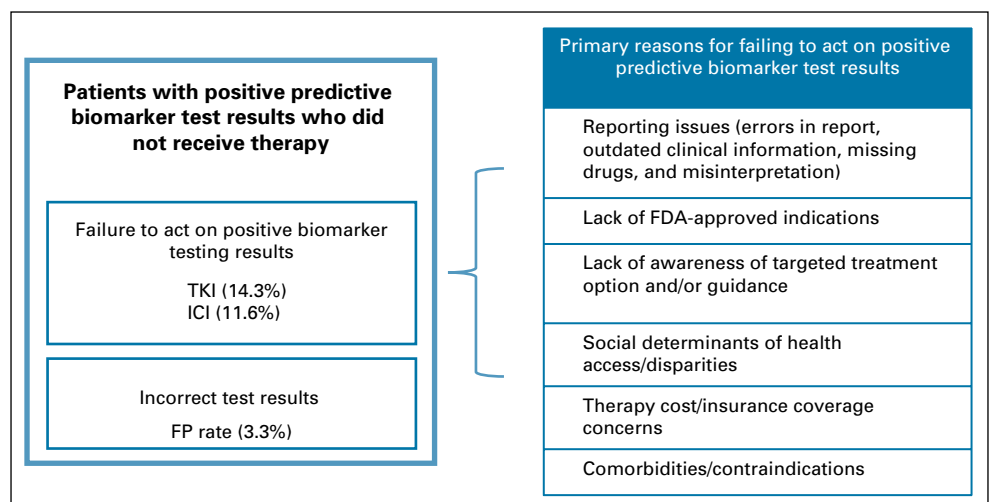 Patients with positive predictive
biomarker test results who did
not receive therapy
Failure to act on positive biomarker
testing results
TKI (14.3%)
ICI (11.6%)
Incorrect test results
FP rate (3.3%)
Primary reasons for failing to act on positive
predictive biomarker test results
Reporting issues (errors in report,
outdated clinical information, missing
drugs, and misinterpretation)
Lack of FDA-approved indications
Lack of awareness of targeted treatment
option and/or guidance
Social determinants of health
access/disparities
Therapy cost/insurance coverage
concerns
Comorbidities/contraindications